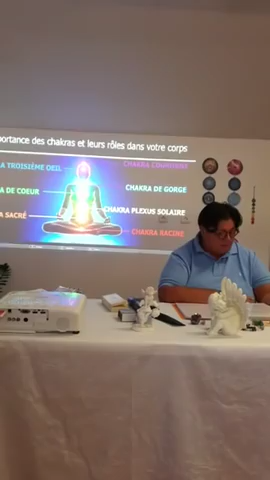 portance des chakras et leurs rôles dans votre corps
A TROISIÈME OEIL
CHAKRA COURONNE
A DE COEUR
CHAKRA DE GORGE
A SACRÉ
CHAKRA PLEXUS SOLAIRE
CHAKRA RACINE